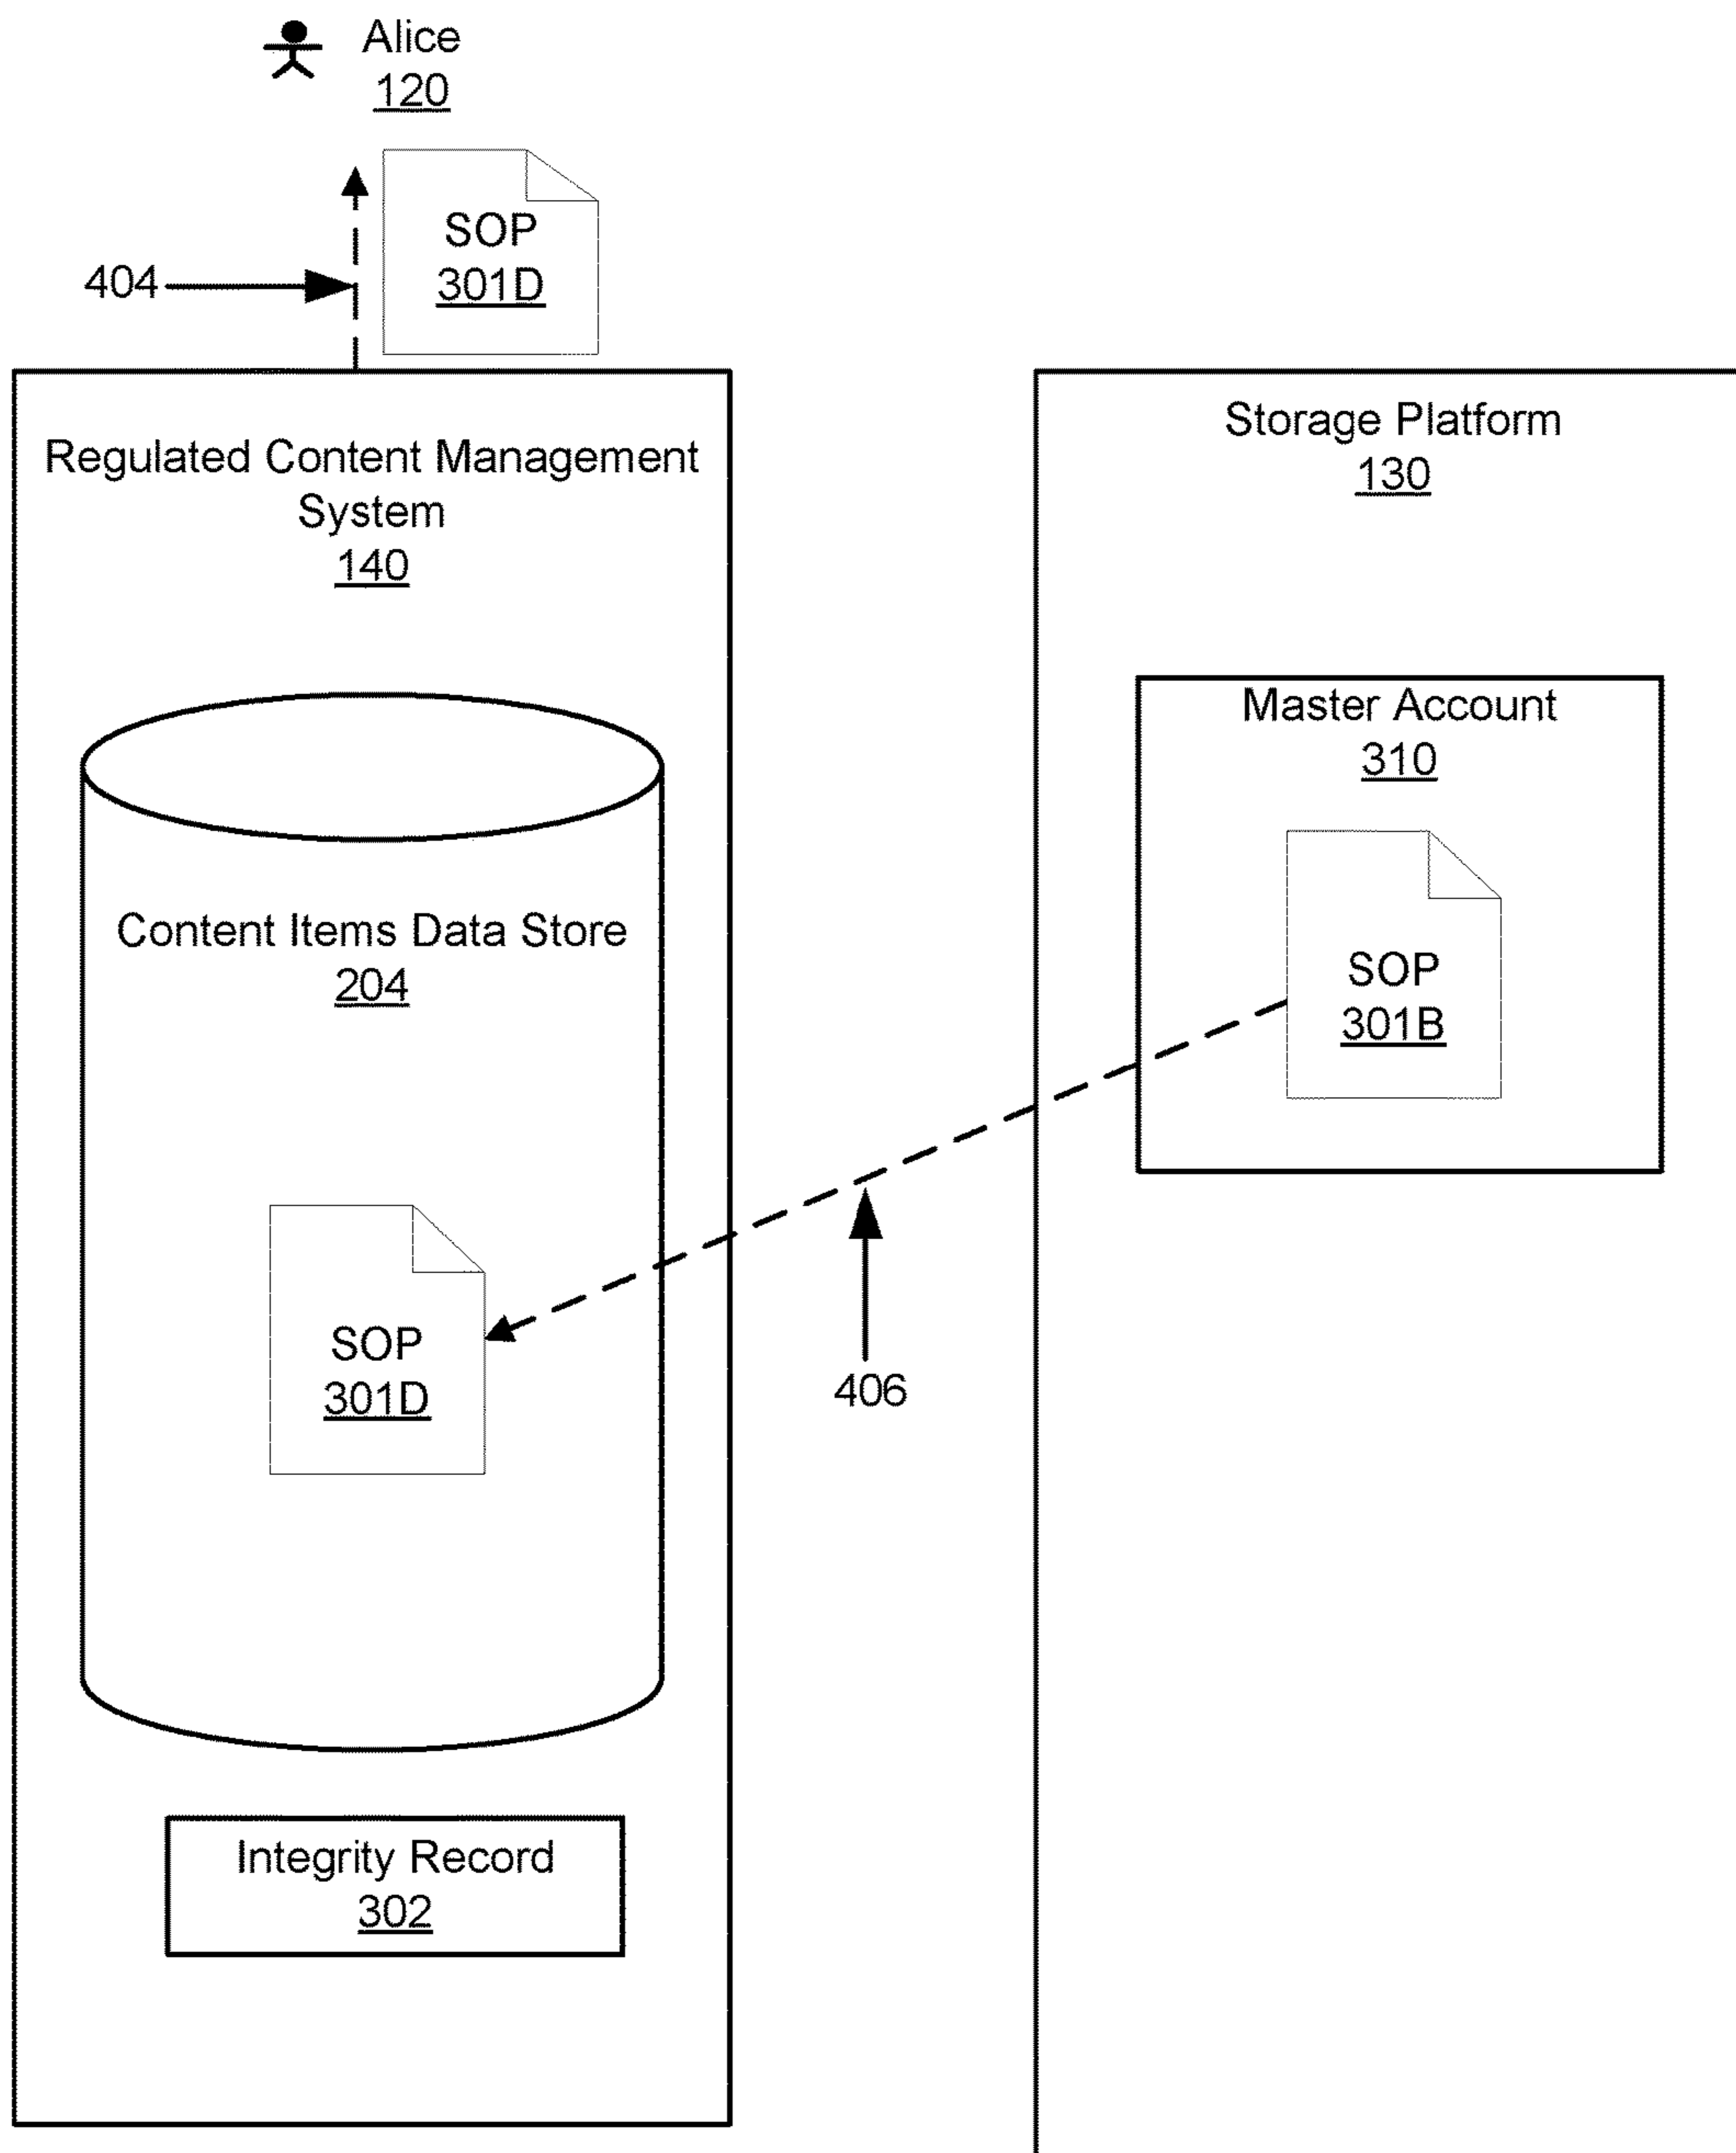 Alice
120
SOP
301D
404
Regulated Content Management
System
140
Content Items Data Store
204
SOP
301D
Integrity Record
302
406
Storage Platform
130
Master Account
310
SOP
301B